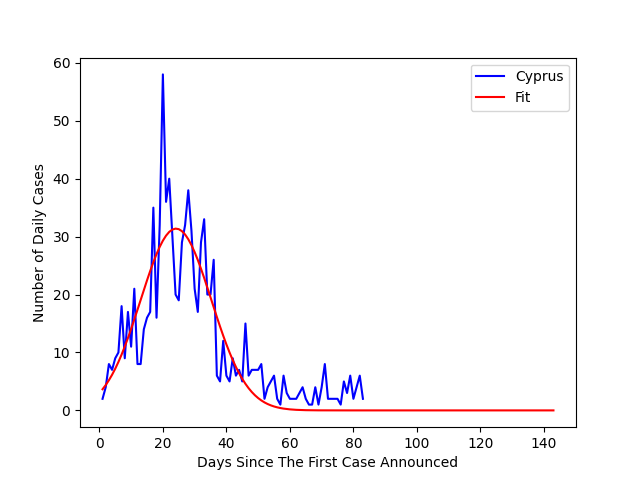 Cyprus
Fit
60
50
40
30
20
10
0
Number of Daily Cases
0 20 40 60 80 100 120 140
Days Since The First Case Announced